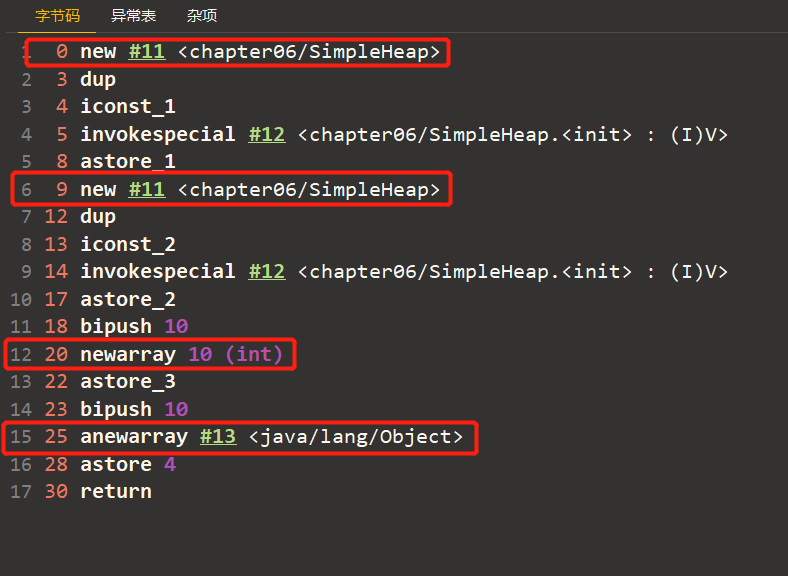 字节码 异常表 杂项
1 0 new #11 <chapter06/SimpleHeap>
2 3 dup
3 4 iconst_1
4 5 invokespecial #12 <chapter06/SimpleHeap.<init> : (I)V>
5 8 astore_1
6 9 new #11 <chapter06/SimpleHeap>
7 12 dup
8 13 iconst_2
9 14 invokespecial #12 <chapter06/SimpleHeap.<init> : (I)V>
10 17 astore_2
11 18 bipush 10
12 20 newarray 10 (int)
13 22 astore_3
14 23 bipush 10
15 25 anewarray #13 <java/lang/Object>
16 28 astore 4
17 30 return